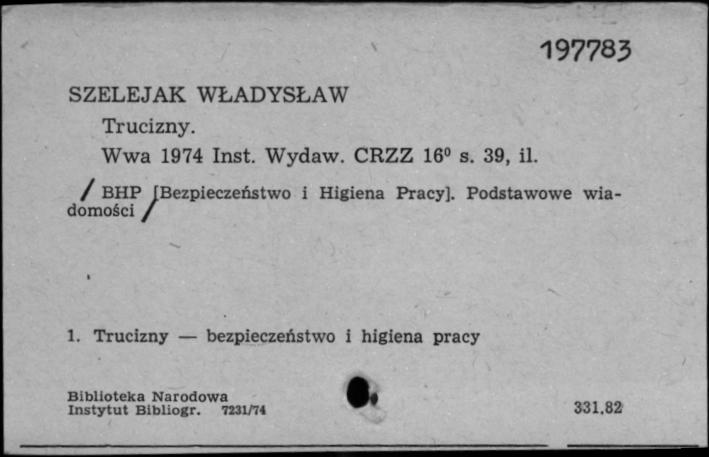 197783
SZELEJAK WŁADYSŁAW
Trucizny.
Wwa 1974 Inst. Wydaw. CRZZ 16⁰ s. 39, il.
/ BHP [Bezpieczeństwo i Higiena Pracy]. Podstawowe wia-
domości /
1. Trucizny — bezpieczeństwo i higiena pracy
Biblioteka Narodowa
Instytut Bibliogr. 7231/74
331.82